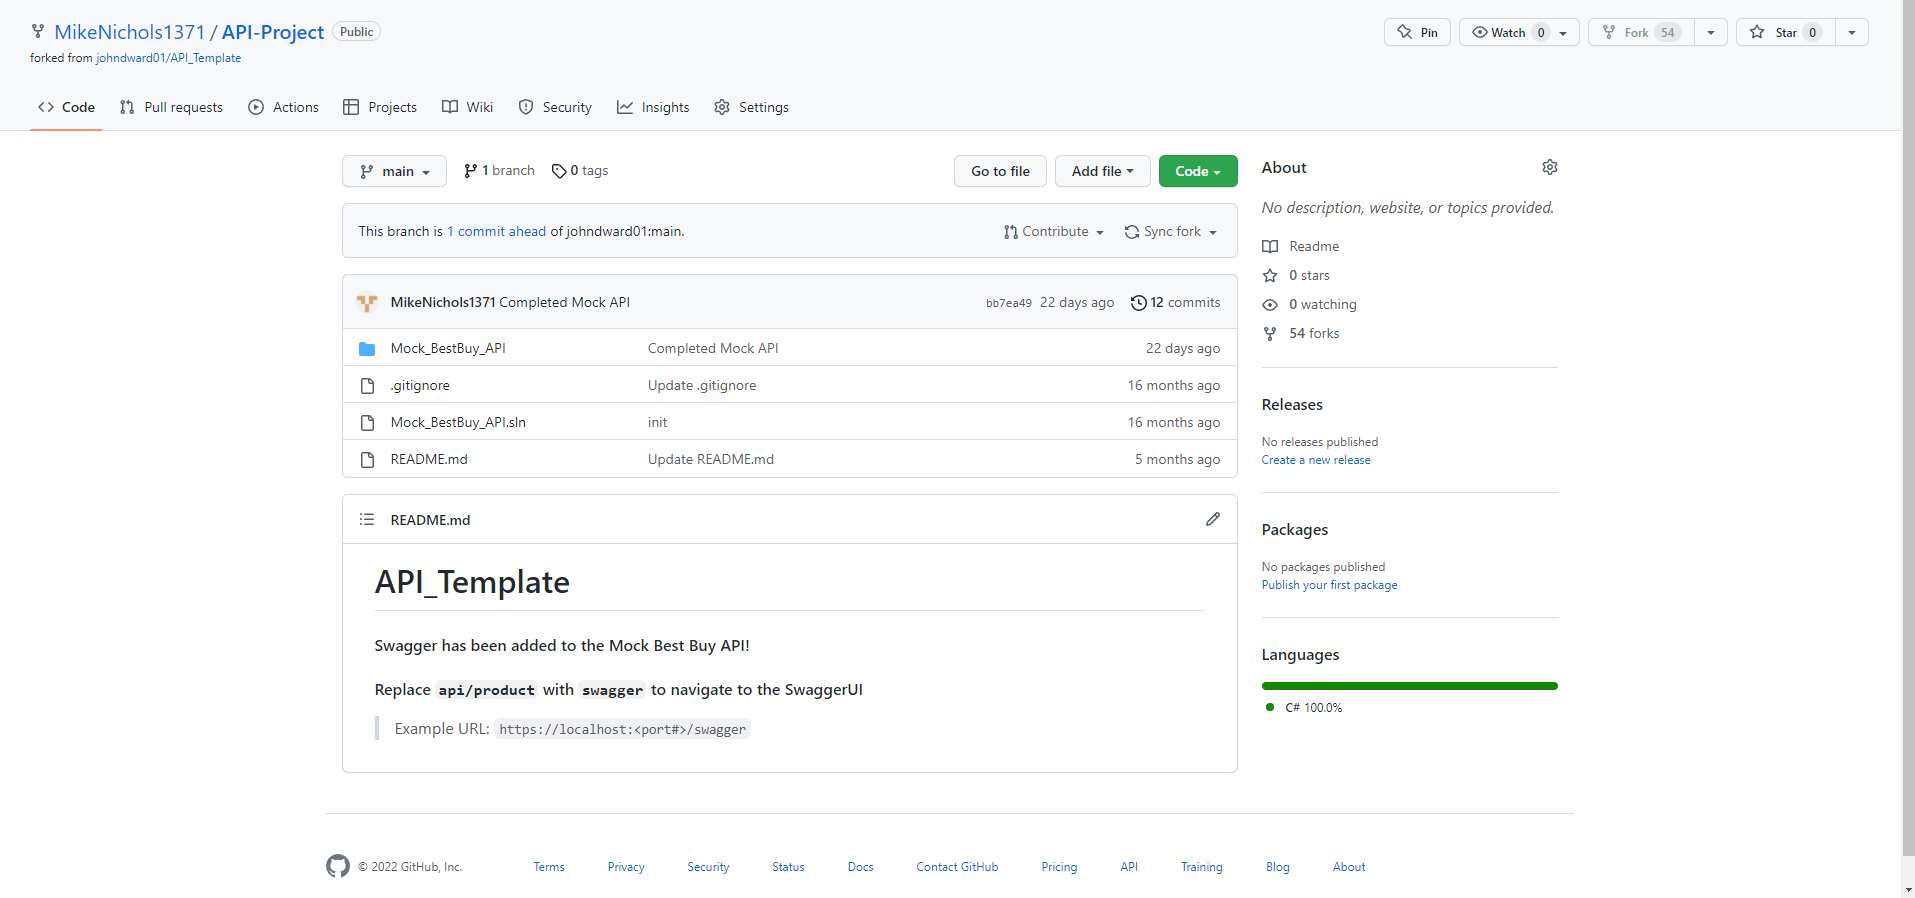 MikeNichols1371 / API-Project Public
Pin Watch 0 Fork 54 Star 0
forked from johndward01/API_Template
Code Pull requests Actions Projects Wiki Security Insights Settings
main 1 branch 0 tags Go to file Add file Code
This branch is 1 commit ahead of johndward01:main. Contribute Sync fork
MikeNichols1371 Completed Mock API bb7ea49 22 days ago 12 commits
Mock_BestBuy_API Completed Mock API 22 days ago
.gitignore Update .gitignore 16 months ago
Mock_BestBuy_API.sln init 16 months ago
README.md Update README.md 5 months ago
README.md
API_Template
Swagger has been added to the Mock Best Buy API!
Replace api/product with swagger to navigate to the SwaggerUI
Example URL: https://localhost:<port#>/swagger
About
No description, website, or topics provided.
Readme
0 stars
0 watching
54 forks
Releases
No releases published
Create a new release
Packages
No packages published
Publish your first package
Languages
C# 100.0%
© 2022 GitHub, Inc. Terms Privacy Security Status Docs Contact GitHub Pricing API Training Blog About